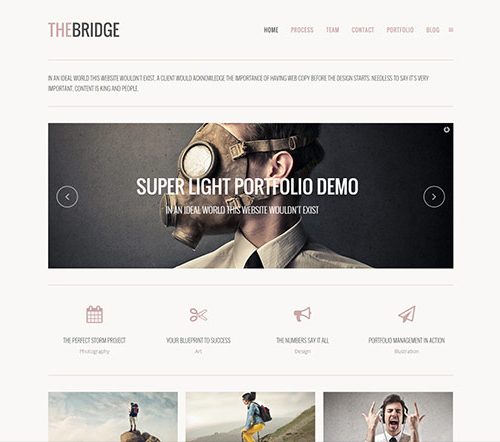 THEBRIDGE
HOME PROCESS TEAM CONTACT PORTFOLIO BLOG
IN AN IDEAL WORLD THIS WEBSITE WOULDN'T EXIST, A CLIENT WOULD ACKNOWLEDGE THE IMPORTANCE OF HAVING WEB COPY BEFORE THE DESIGN STARTS. NEEDLESS TO SAY IT'S VERY
IMPORTANT, CONTENT IS KING AND PEOPLE.
SUPER LIGHT PORTFOLIO DEMO
IN AN IDEAL WORLD THIS WEBSITE WOULDN'T EXIST
THE PERFECT STORM PROJECT
Photography
YOUR BLUEPRINT TO SUCCESS
Art
THE NUMBERS SAY IT ALL
Design
PORTFOLIO MANAGEMENT IN ACTION
Illustration